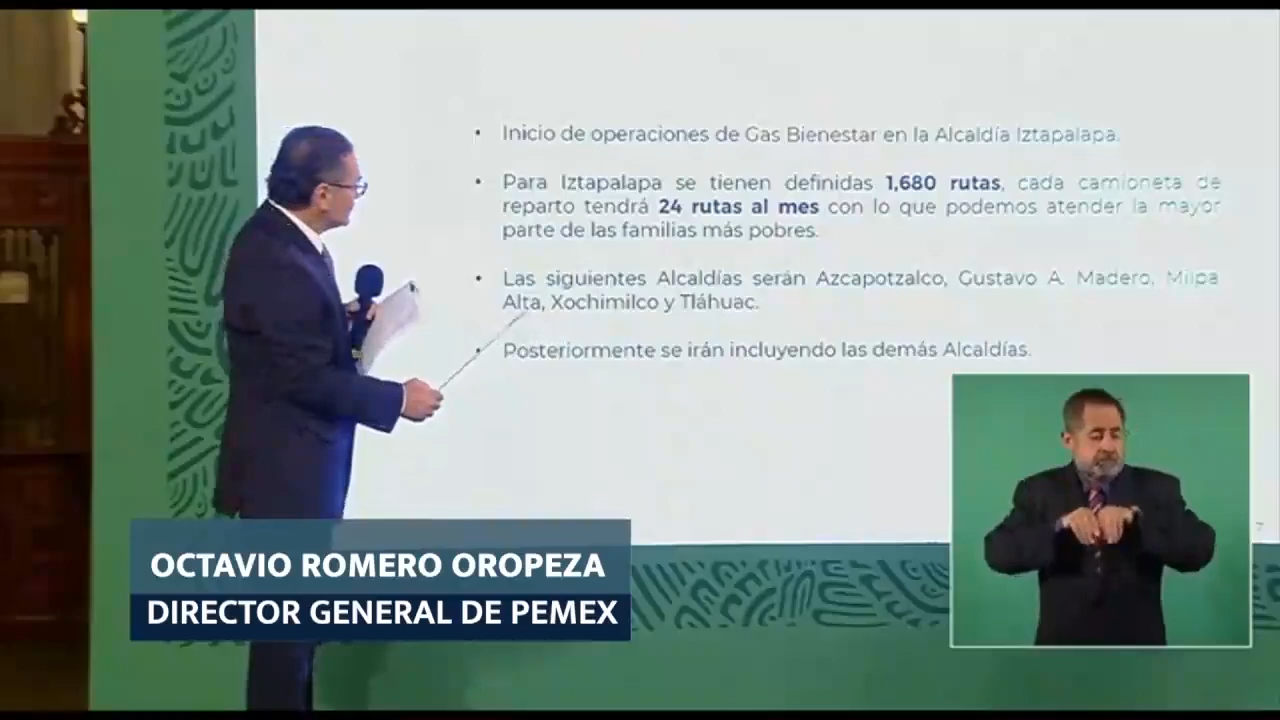 • Inicio de operaciones de Gas Bienestar en la Alcaldía Iztapalapa.
• Para Iztapalapa se tienen definidas 1,680 rutas, cada camioneta de
reparto tendrá 24 rutas al mes con lo que podemos atender la mayor
parte de las familias más pobres.
• Las siguientes Alcaldías serán Azcapotzalco, Gustavo A. Madero, Milpa
Alta, Xochimilco y Tláhuac.
• Posteriormente se irán incluyendo las demás Alcaldías.
7
OCTAVIO ROMERO OROPEZA
DIRECTOR GENERAL DE PEMEX